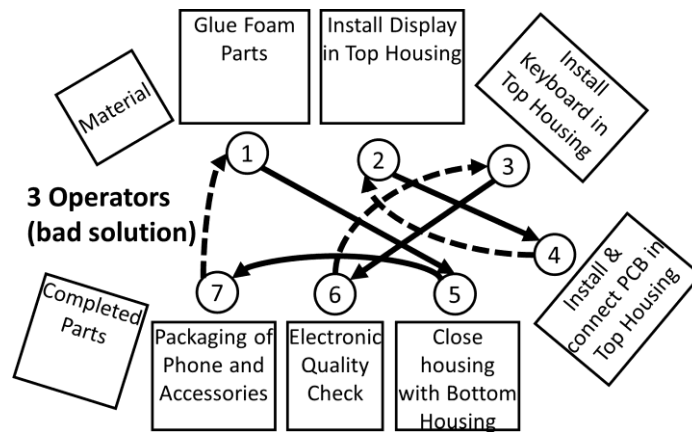 Glue Foam
Parts
Install Display
in Top Housing
Install
Keyboard in
Top Housing
Material
1
2
3
3 Operators
(bad solution)
4
Install &
connect PCB in
Top Housing
Completed
Parts
7
6
5
Packaging of
Phone and
Accessories
Electronic
Quality
Check
Close
housing
with Bottom
Housing